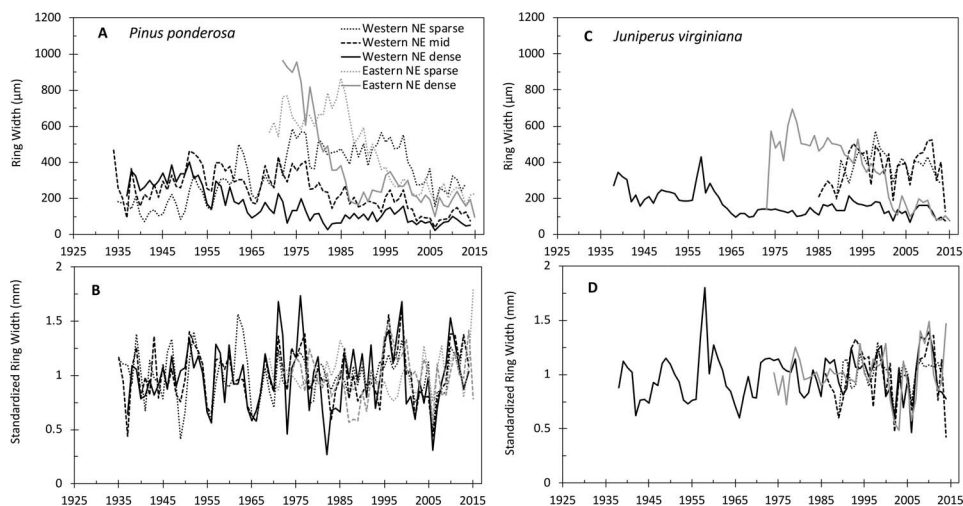 A Pinus ponderosa
Western NE sparse
Western NE mid
Western NE dense
Eastern NE sparse
Eastern NE dense
Ring Width (µm)
1200
1000
800
600
400
200
0
1925 1935 1945 1955 1965 1975 1985 1995 2005 2015
C Juniperus virginiana
Ring Width (µm)
1200
1000
800
600
400
200
0
1925 1935 1945 1955 1965 1975 1985 1995 2005 2015
B
Standardized Ring Width (mm)
2
1.5
1
0.5
0
1925 1935 1945 1955 1965 1975 1985 1995 2005 2015
D
Standardized Ring Width (mm)
2
1.5
1
0.5
0
1925 1935 1945 1955 1965 1975 1985 1995 2005 2015